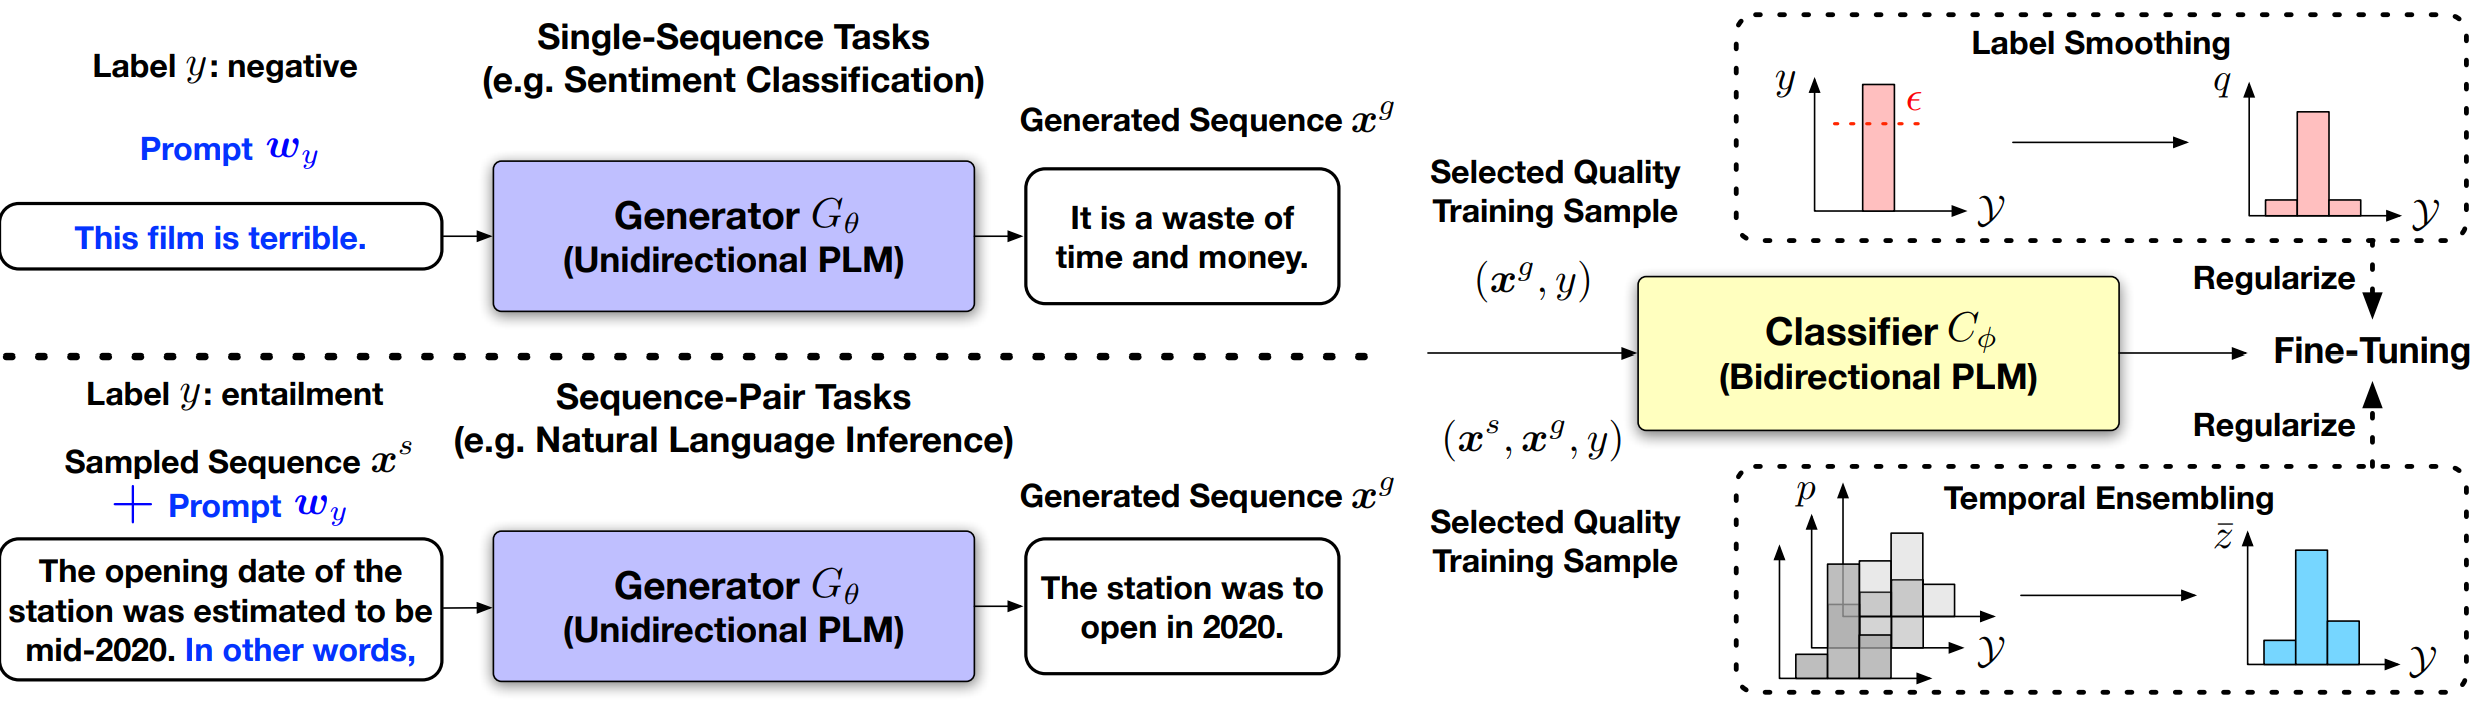 Single-Sequence Tasks
(e.g. Sentiment Classification)
Label y: negative
Prompt w_y
This film is terrible.
Generator G_θ
(Unidirectional PLM)
Generated Sequence x^g
It is a waste of
time and money.
Label y: entailment
Sequence-Pair Tasks
(e.g. Natural Language Inference)
Sampled Sequence x^s
+ Prompt w_y
The opening date of the
station was estimated to be
mid-2020. In other words,
Generator G_θ
(Unidirectional PLM)
Generated Sequence x^g
The station was to
open in 2020.
Selected Quality
Training Sample
(x^g, y)
(x^s, x^g, y)
Selected Quality
Training Sample
Classifier C_ϕ
(Bidirectional PLM)
Label Smoothing
y
ϵ
𝒴
q
𝒴
Regularize
Fine-Tuning
Regularize
Temporal Ensembling
p
𝒴
z̄
𝒴